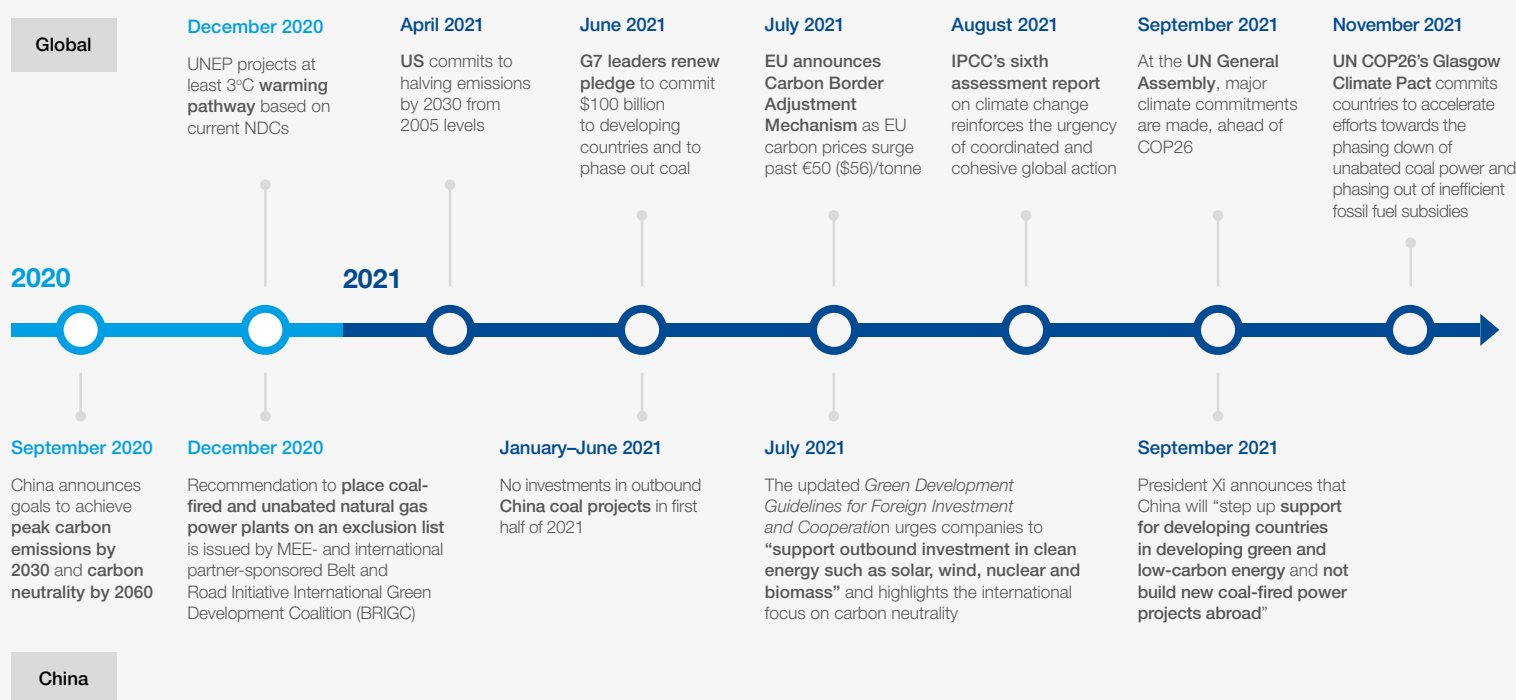 Global
December 2020
UNEP projects at
least 3°C warming
pathway based on
current NDCs
April 2021
US commits to
halving emissions
by 2030 from
2005 levels
June 2021
G7 leaders renew
pledge to commit
$100 billion
to developing
countries and to
phase out coal
July 2021
EU announces
Carbon Border
Adjustment
Mechanism as EU
carbon prices surge
past €50 ($56)/tonne
August 2021
IPCC’s sixth
assessment report
on climate change
reinforces the urgency
of coordinated and
cohesive global action
September 2021
At the UN General
Assembly, major
climate commitments
are made, ahead of
COP26
November 2021
UN COP26’s Glasgow
Climate Pact commits
countries to accelerate
efforts towards the
phasing down of
unabated coal power and
phasing out of inefficient
fossil fuel subsidies
2020
2021
September 2020
China announces
goals to achieve
peak carbon
emissions by
2030 and carbon
neutrality by 2060
December 2020
Recommendation to place coal-
fired and unabated natural gas
power plants on an exclusion list
is issued by MEE- and international
partner-sponsored Belt and
Road Initiative International Green
Development Coalition (BRIGC)
January–June 2021
No investments in outbound
China coal projects in first
half of 2021
July 2021
The updated Green Development
Guidelines for Foreign Investment
and Cooperation urges companies to
“support outbound investment in clean
energy such as solar, wind, nuclear and
biomass” and highlights the international
focus on carbon neutrality
September 2021
President Xi announces that
China will “step up support
for developing countries
in developing green and
low-carbon energy and not
build new coal-fired power
projects abroad”
China